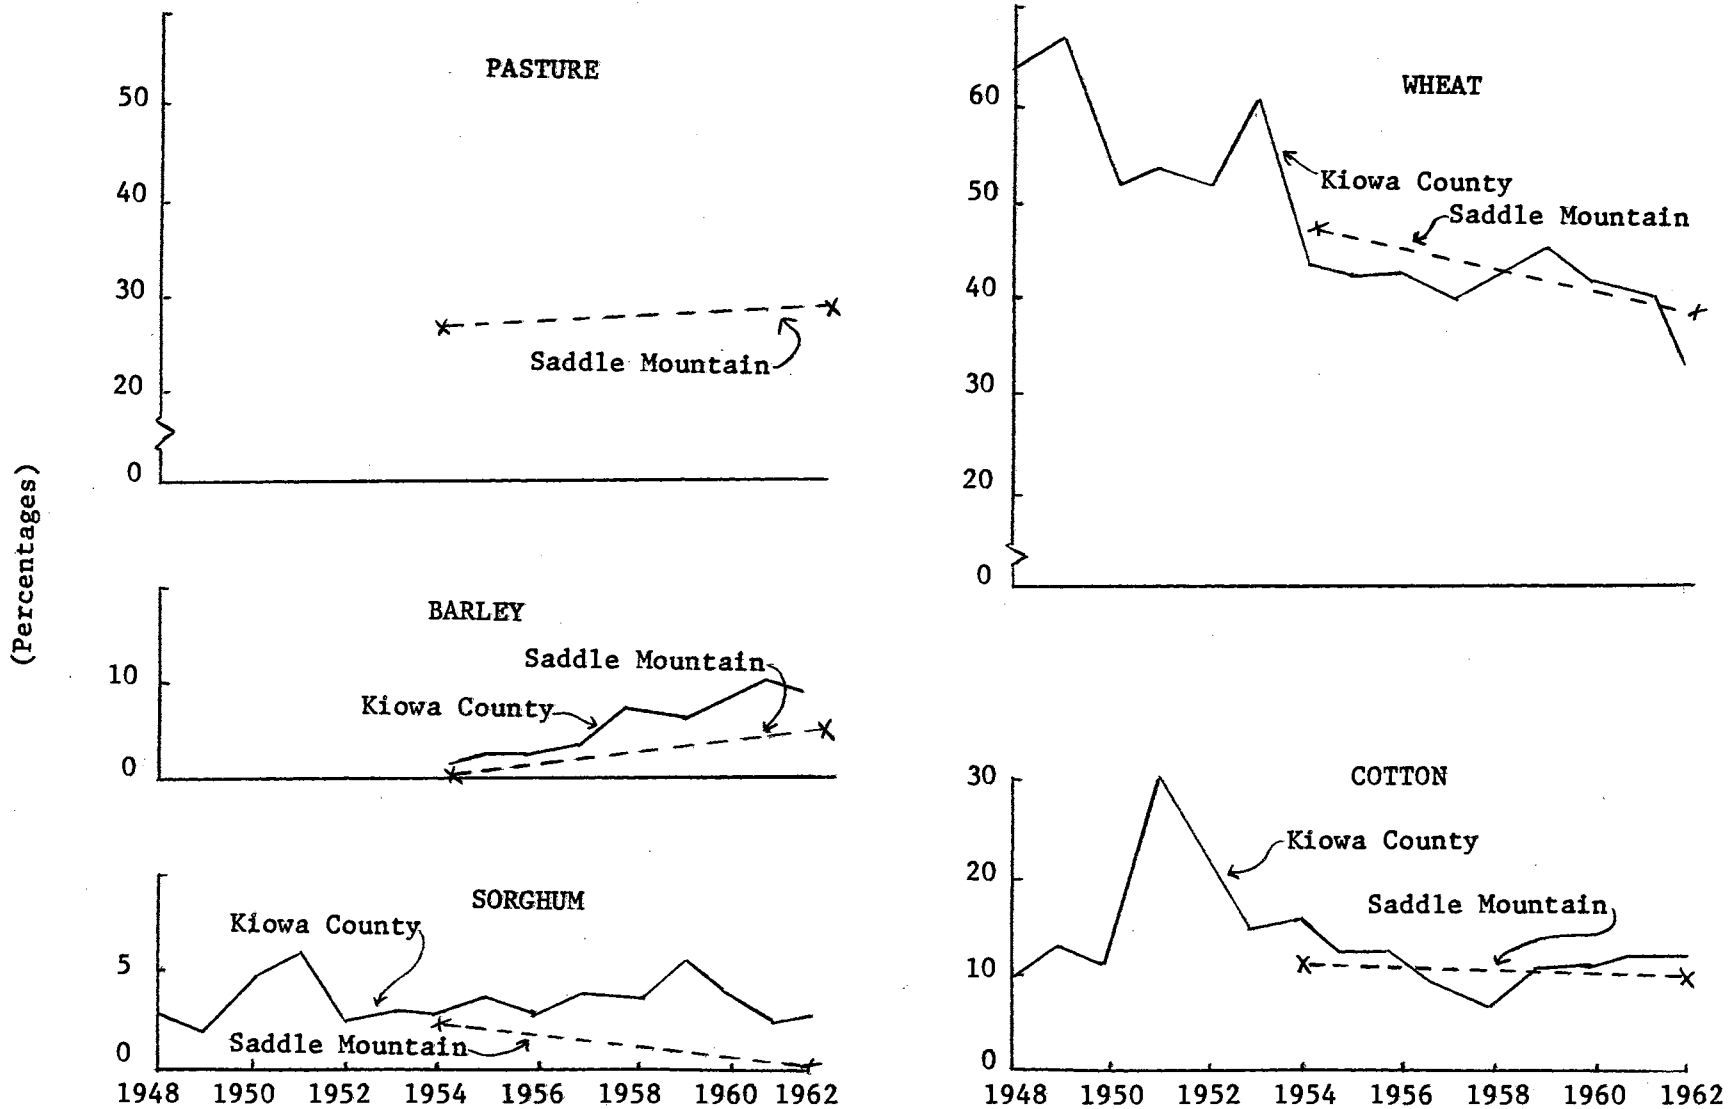 (Percentages)
PASTURE
50
40
30
20
0
Saddle Mountain
WHEAT
60
50
40
30
20
0
Kiowa County
Saddle Mountain
BARLEY
10
0
Saddle Mountain
Kiowa County
SORGHUM
5
0
Kiowa County
Saddle Mountain
1948 1950 1952 1954 1956 1958 1960 1962
COTTON
30
20
10
0
Kiowa County
Saddle Mountain
1948 1950 1952 1954 1956 1958 1960 1962